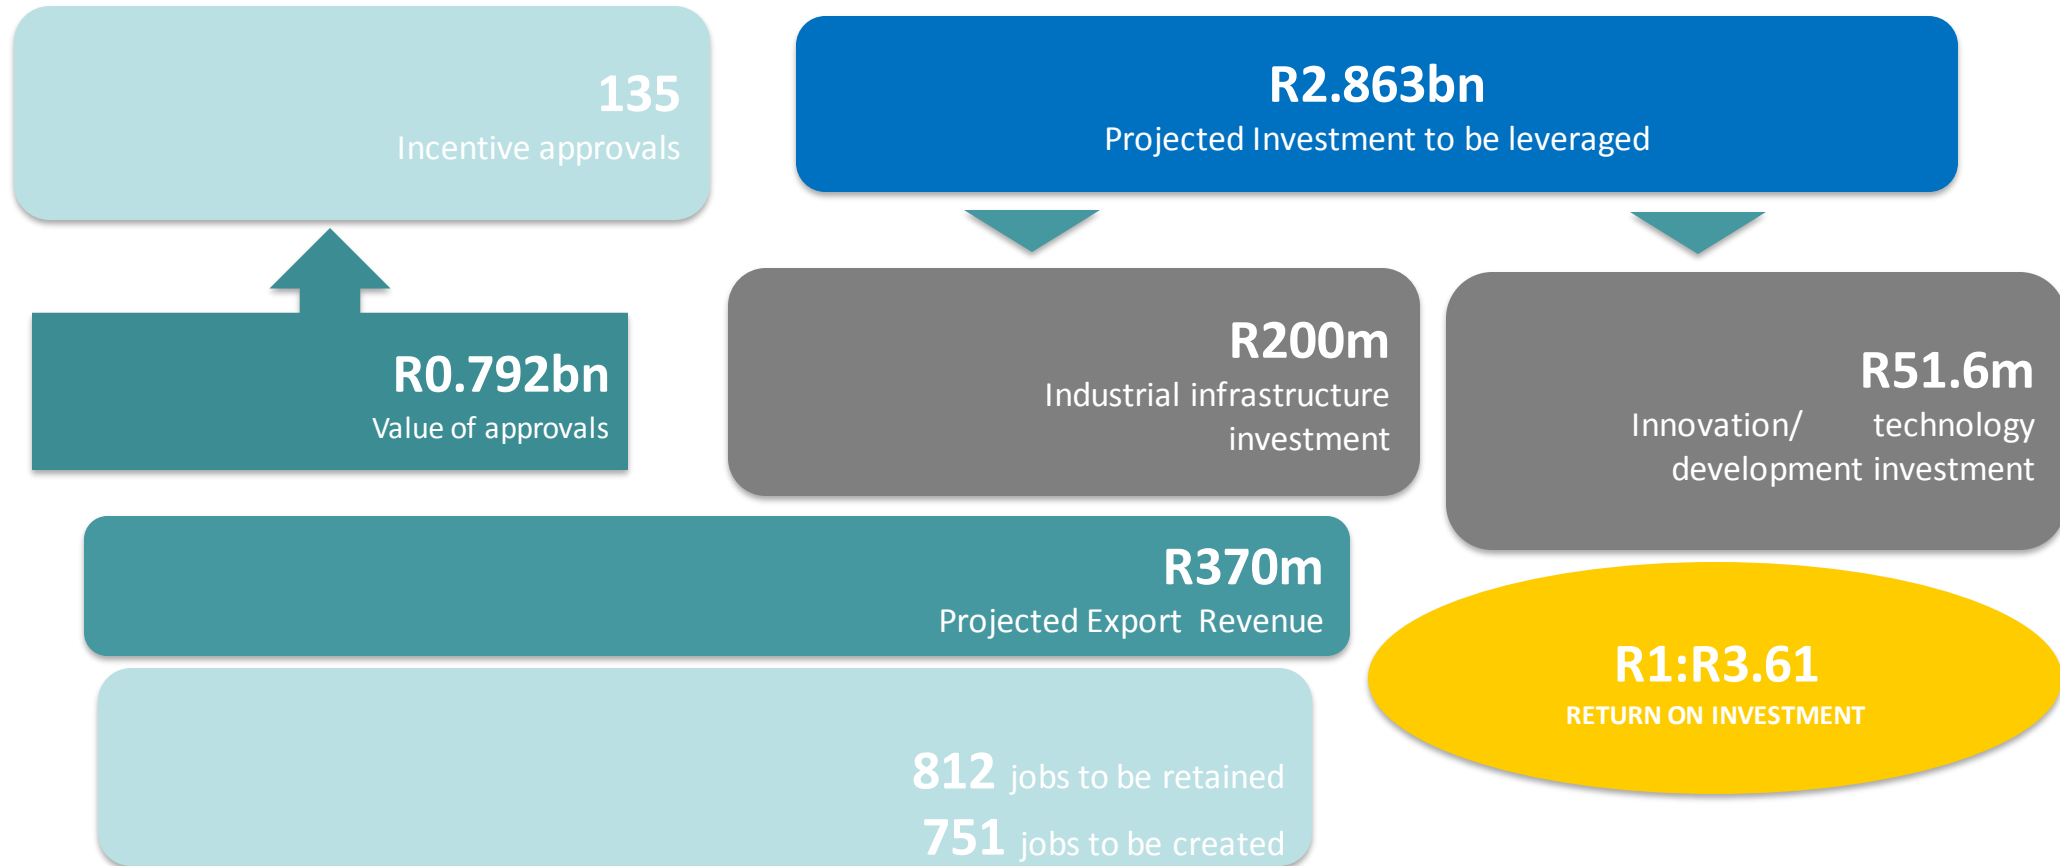 135
Incentive approvals
R2.863bn
Projected Investment to be leveraged
R0.792bn
Value of approvals
R200m
Industrial infrastructure
investment
R51.6m
Innovation/ technology
development investment
R370m
Projected Export Revenue
R1:R3.61
RETURN ON INVESTMENT
812 jobs to be retained
751 jobs to be created